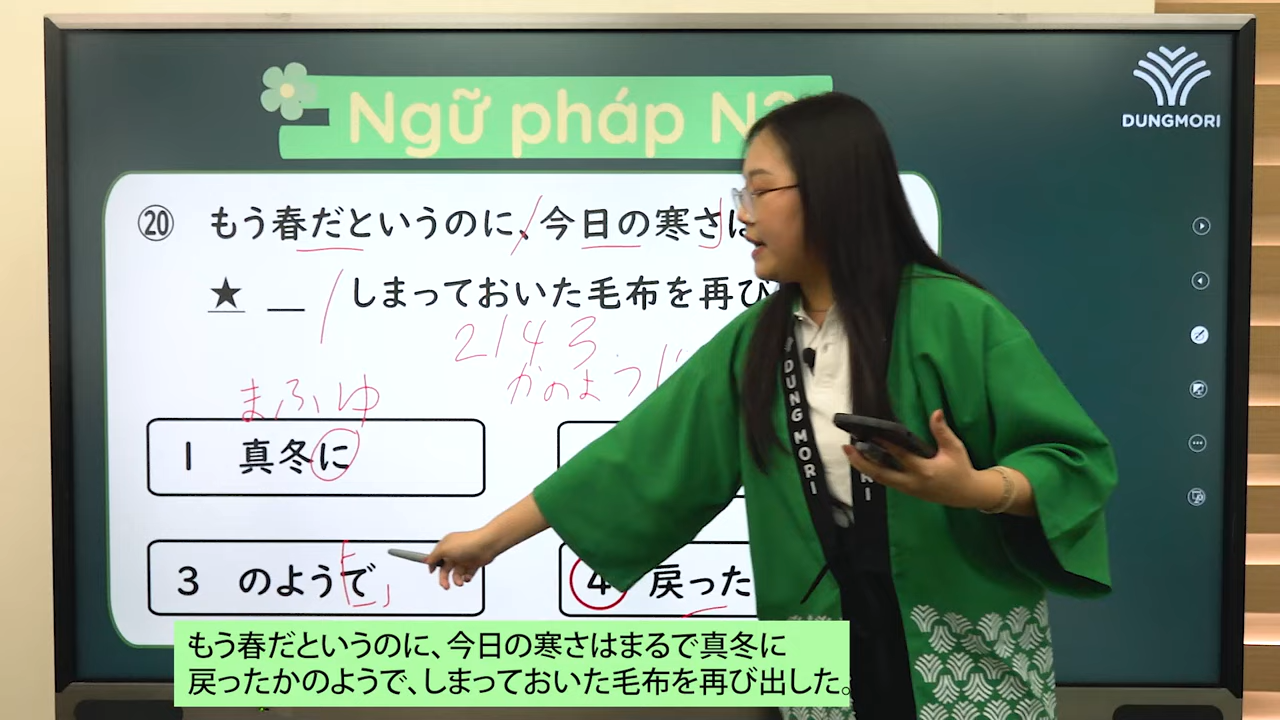 Ngữ pháp
DUNGMORI
⑳ もう春だというのに、今日の寒さは
★ __ しまっておいた毛布を再び
2143
かのよう
まふゆ
1 真冬に
3 のようで
4 戻った
DUNG MORI
RI
もう春だというのに、今日の寒さはまるで真冬に
戻ったかのようで、しまっておいた毛布を再び出した。